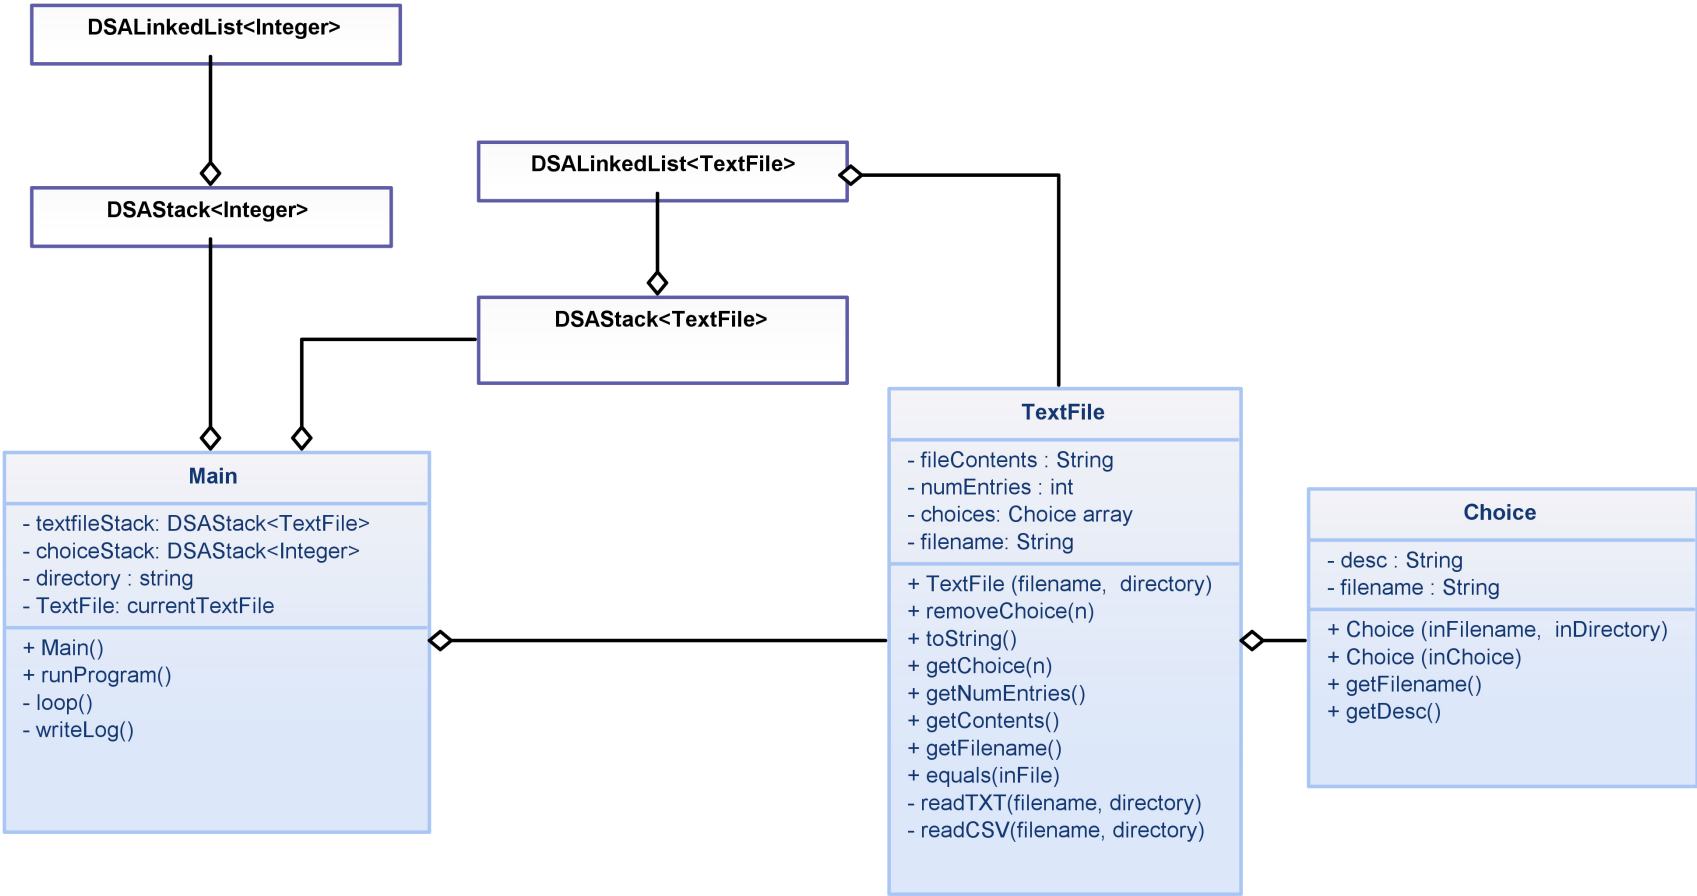 DSALinkedList<Integer>
DSAStack<Integer>
DSALinkedList<TextFile>
DSAStack<TextFile>
Main
- textfileStack: DSAStack<TextFile>
- choiceStack: DSAStack<Integer>
- directory : string
- TextFile: currentTextFile
+ Main()
+ runProgram()
- loop()
- writeLog()
TextFile
- fileContents : String
- numEntries : int
- choices: Choice array
- filename: String
+ TextFile (filename, directory)
+ removeChoice(n)
+ toString()
+ getChoice(n)
+ getNumEntries()
+ getContents()
+ getFilename()
+ equals(inFile)
- readTXT(filename, directory)
- readCSV(filename, directory)
Choice
- desc : String
- filename : String
+ Choice (inFilename, inDirectory)
+ Choice (inChoice)
+ getFilename()
+ getDesc()